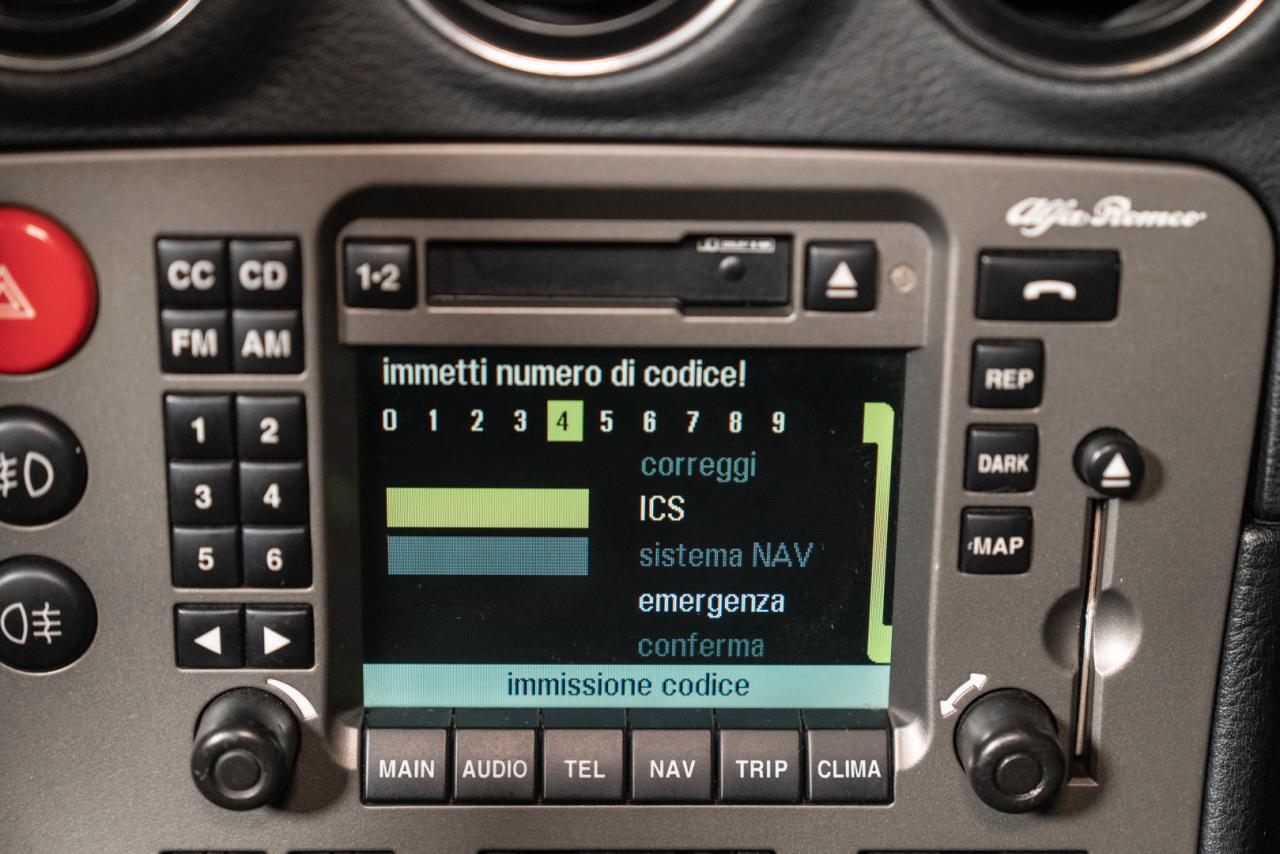 Alfa Romeo
CC CD
1•2
FM AM
REP
immetti numero di codice!
0 1 2 3 4 5 6 7 8 9
1 2
correggi
DARK
ICS
3 4
sistema NAV
MAP
5 6
emergenza
conferma
immissione codice
MAIN AUDIO TEL NAV TRIP CLIMA